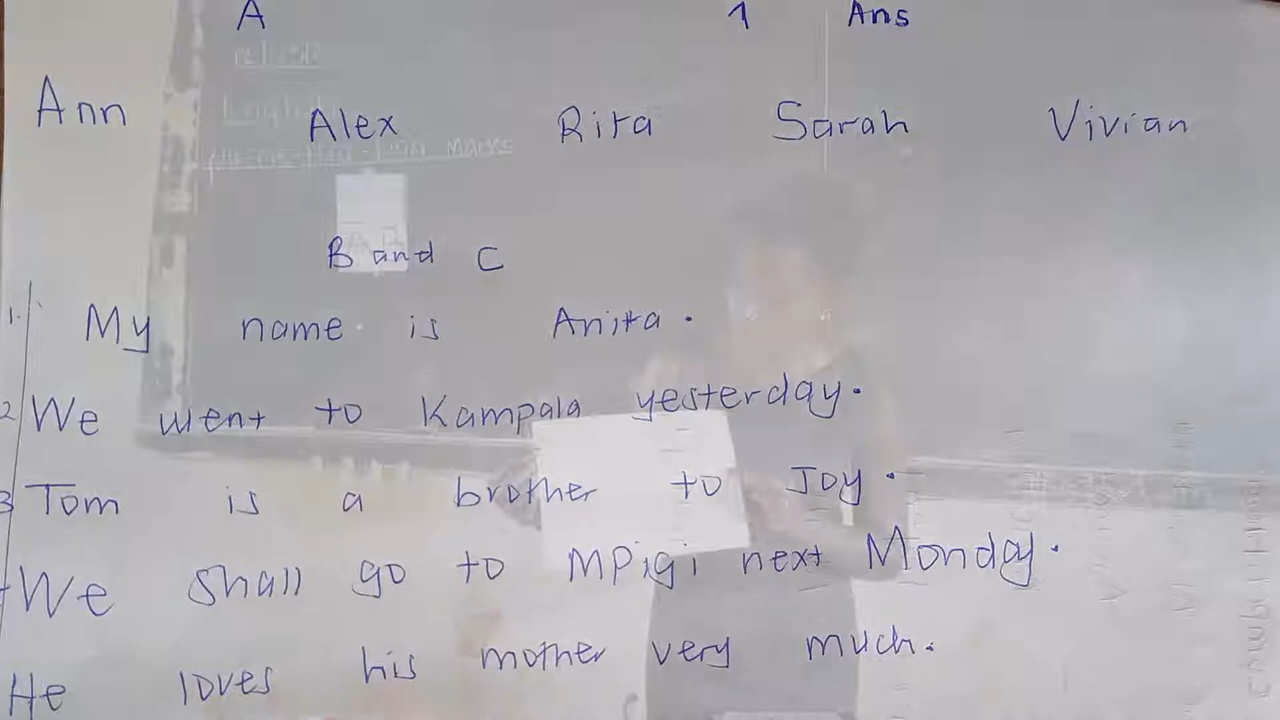 A 1 Ans
Ann Alex Rita Sarah Vivian
B and C
1. My name is Anita.
2 We went to Kampala yesterday.
3 Tom is a brother to Joy.
We shall go to MPigi next Monday.
He loves his mother very much.